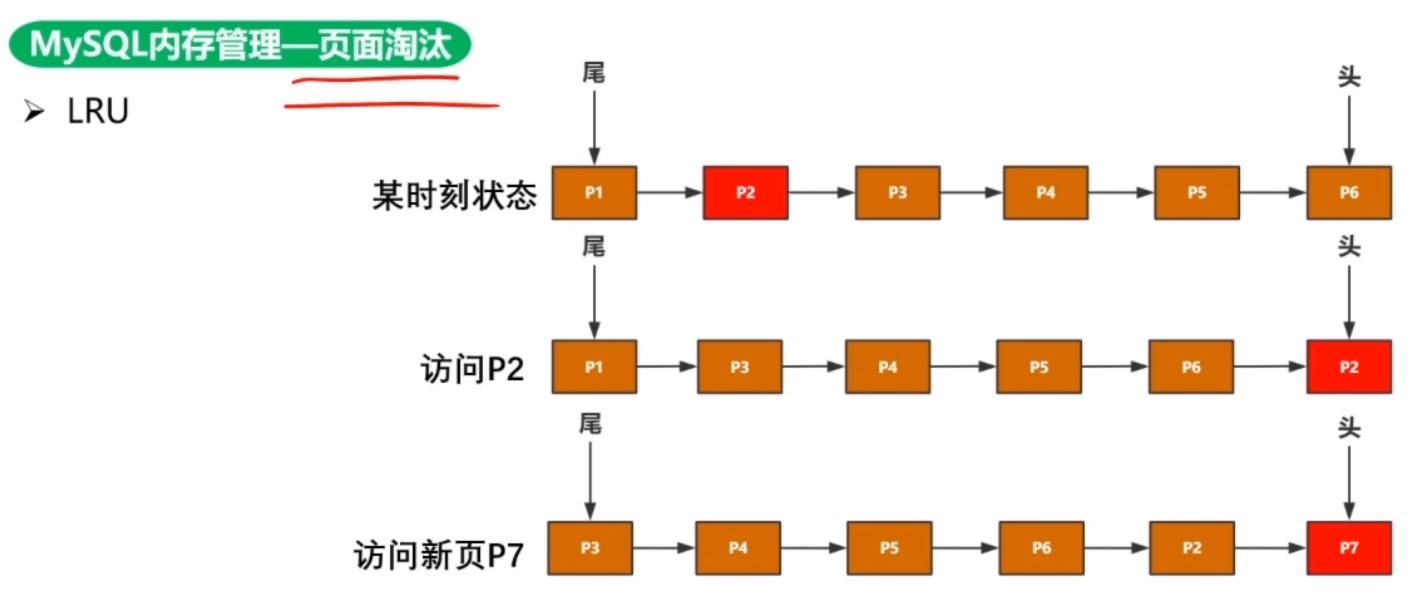 MySQL内存管理—页面淘汰
➢ LRU
尾 头
某时刻状态 P1 P2 P3 P4 P5 P6
尾 头
访问P2 P1 P3 P4 P5 P6 P2
尾 头
访问新页P7 P3 P4 P5 P6 P2 P7